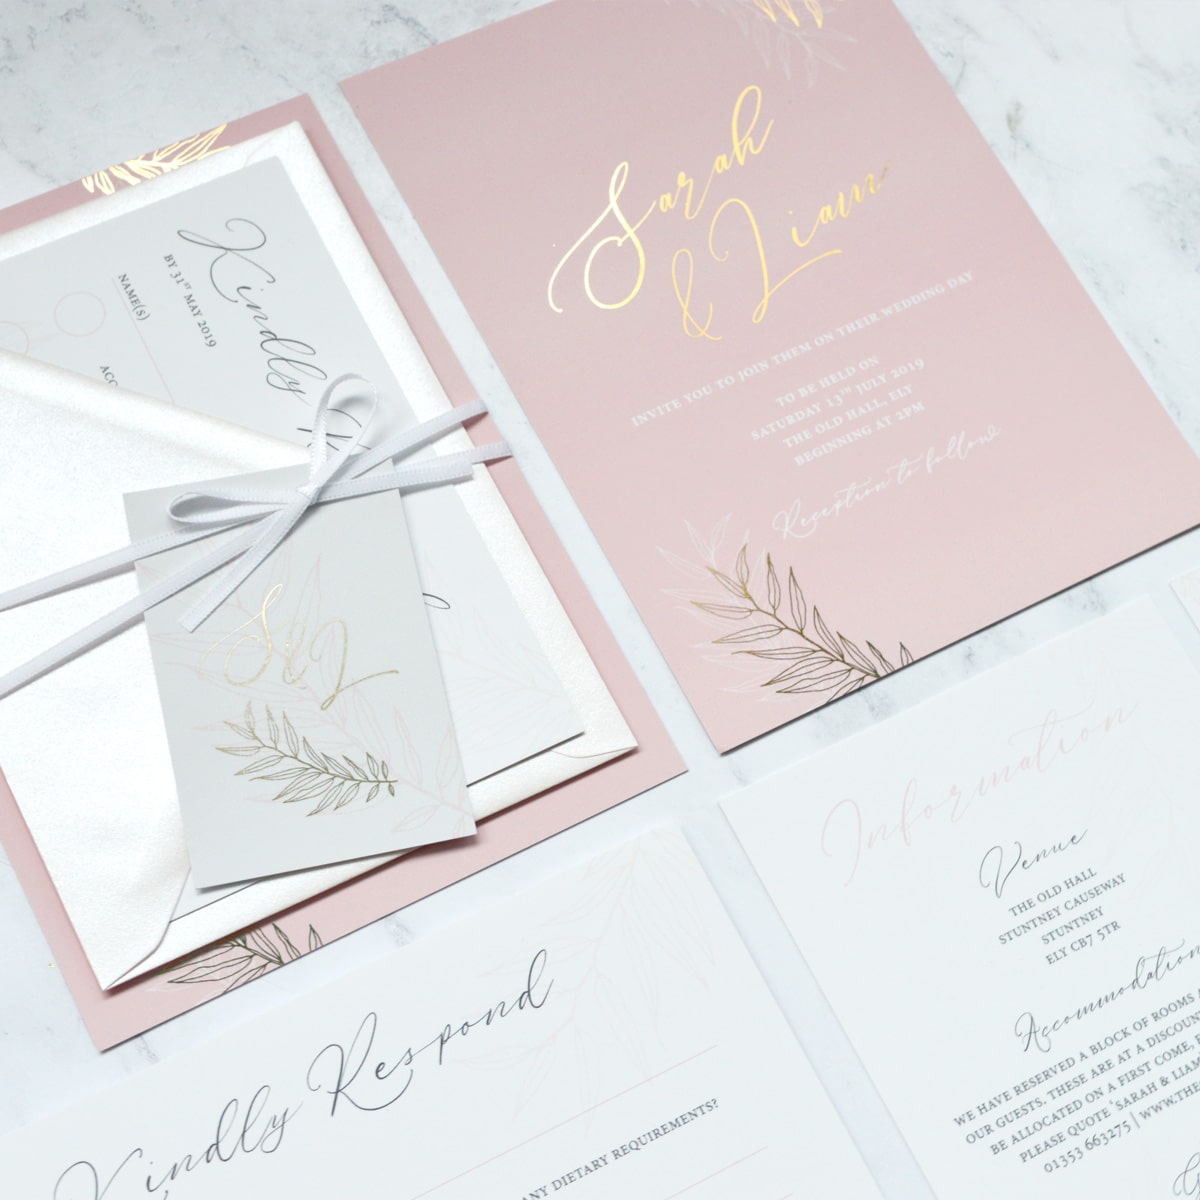 Sarah
& Liam
INVITE YOU TO JOIN THEM ON THEIR WEDDING DAY
TO BE HELD ON
SATURDAY 13TH JULY 2019
THE OLD HALL, ELY
BEGINNING AT 2PM
Reception to follow
Kindly
BY 31ST MAY 2019
NAME(S)
S & L
Information
Venue
THE OLD HALL
STUNTNEY CAUSEWAY
STUNTNEY
ELY CB7 5TR
Accommodation
WE HAVE RESERVED A BLOCK OF ROOMS
OUR GUESTS. THESE ARE AT A DISCOUN
BE ALLOCATED ON A FIRST COME,
PLEASE QUOTE 'SARAH & LIAM
01353 663275 | WWW.THE
Kindly Respond
ANY DIETARY REQUIREMENTS?